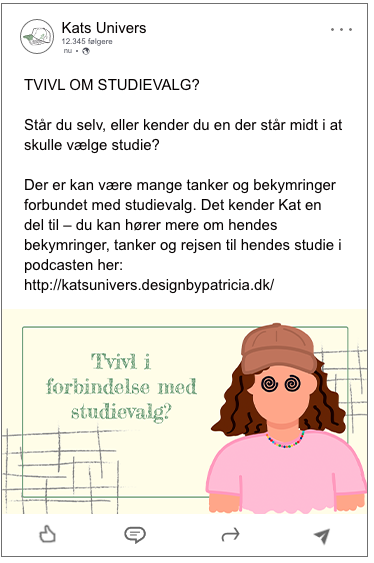 Kats Univers
12.345 følgere
nu •
TVIVL OM STUDIEVALG?
Står du selv, eller kender du en der står midt i at
skulle vælge studie?
Der er kan være mange tanker og bekymringer
forbundet med studievalg. Det kender Kat en
del til – du kan hører mere om hendes
bekymringer, tanker og rejsen til hendes studie i
podcasten her:
http://katsunivers.designbypatricia.dk/
Tvivl i
forbindelse med
studievalg?